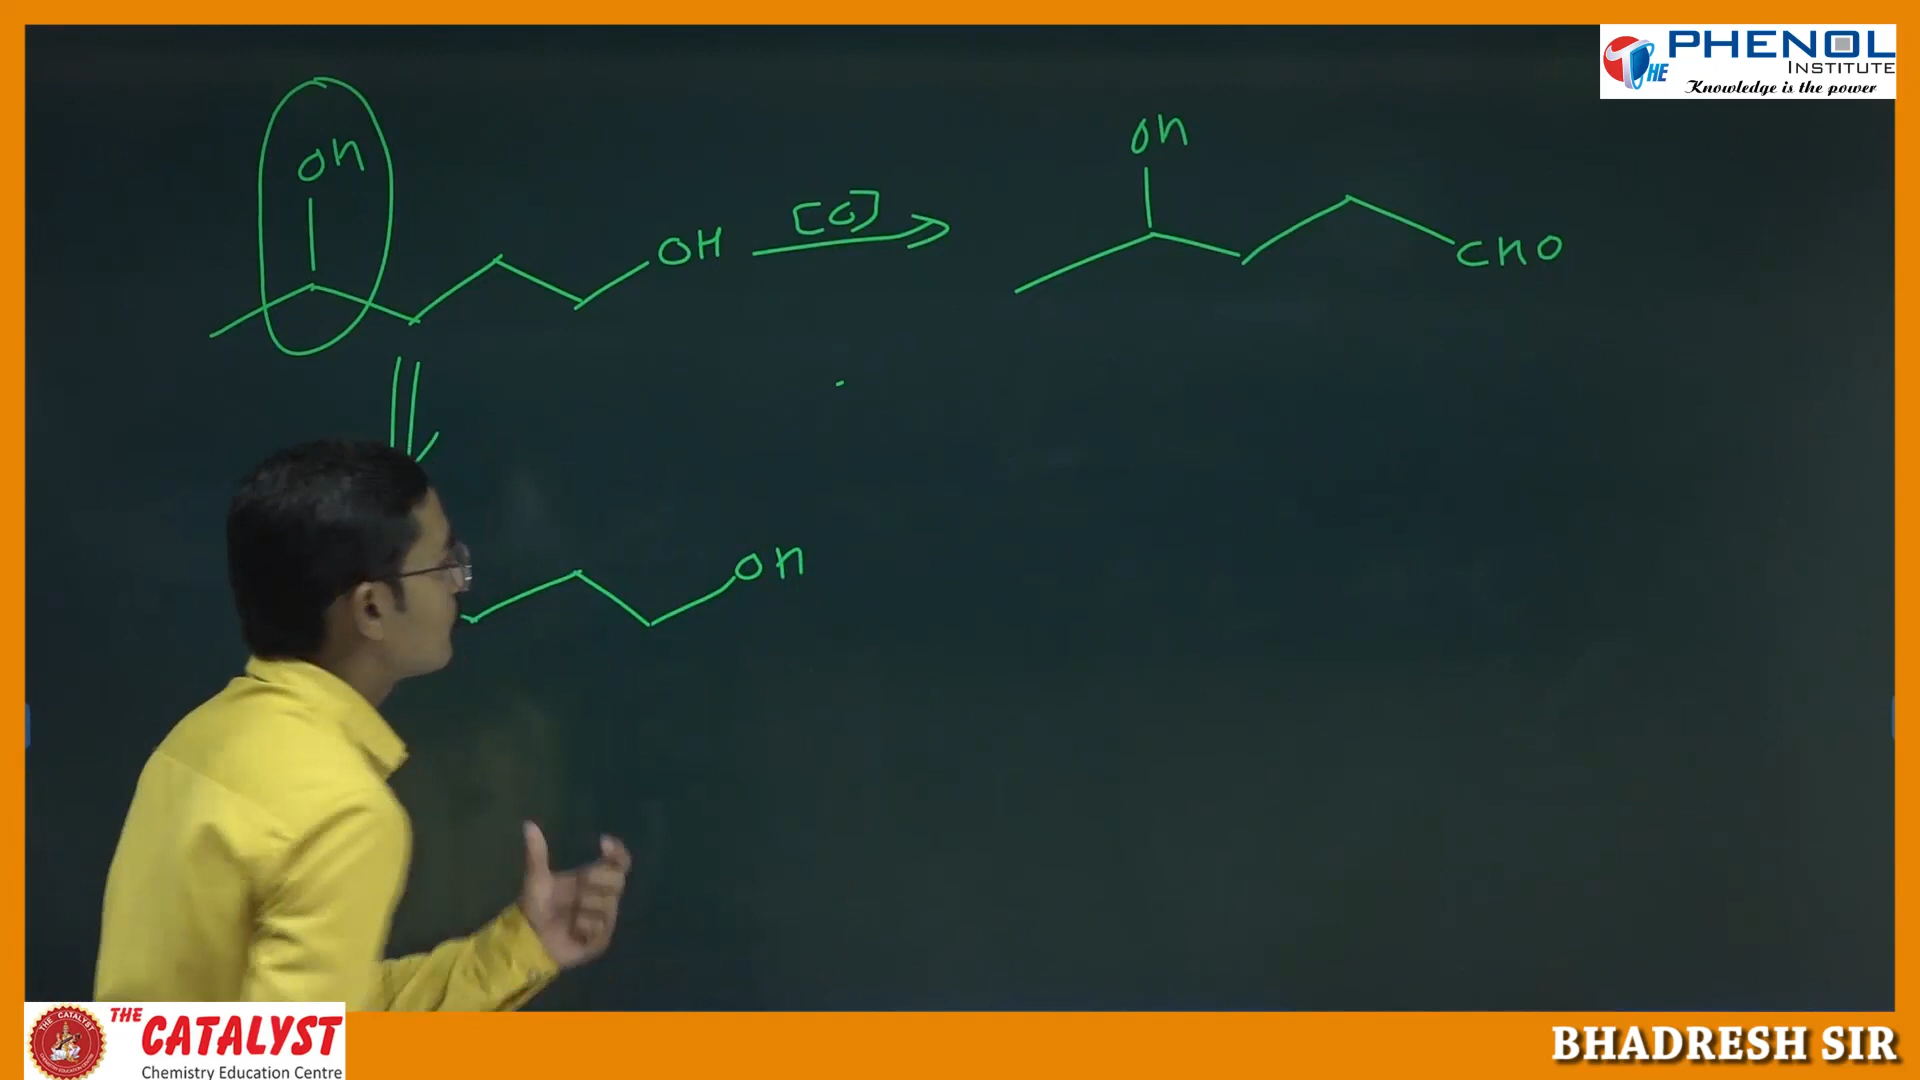 THE PHENOL
INSTITUTE
Knowledge is the power
OH
OH
[O]
OH
CHO
OH
THE CATALYST
Chemistry Education Centre
BHADRESH SIR